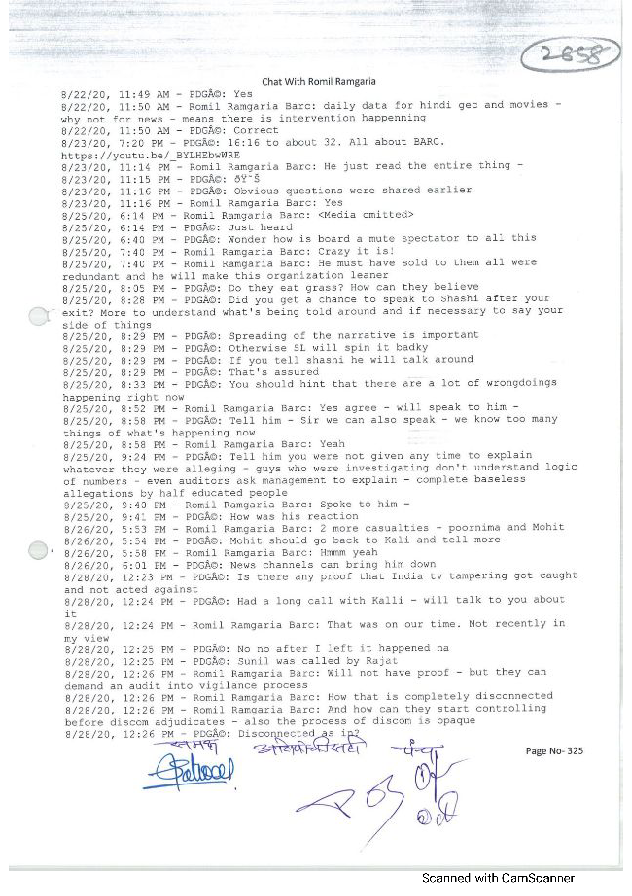 2858
Chat With Romil Ramgaria
8/22/20, 11:49 AM - PDGÂ©: Yes
8/22/20, 11:50 AM - Romil Ramgaria Barc: daily data for hindi gec and movies -
why not for news - means there is intervention happenning
8/22/20, 11:50 AM - PDGÂ©: Correct
8/23/20, 7:20 PM - PDGÂ©: 16:16 to about 32. All about BARC.
https://youtu.be/_BYLHEbwWRE
8/23/20, 11:14 PM - Romil Ramgaria Barc: He just read the entire thing -
8/23/20, 11:15 PM - PDGÂ©: ðŸ˜Š
8/23/20, 11:16 PM - PDGÂ©: Obvious questions were shared earlier
8/23/20, 11:16 PM - Romil Ramgaria Barc: Yes
8/25/20, 6:14 PM - Romil Ramgaria Barc: <Media omitted>
8/25/20, 6:14 PM - PDGÂ©: Just heard
8/25/20, 6:40 PM - PDGÂ©: Wonder how is board a mute spectator to all this
8/25/20, 7:40 PM - Romil Ramgaria Barc: Crazy it is!
8/25/20, 7:40 PM - Romil Ramgaria Barc: He must have sold to them all were
redundant and he will make this organization leaner
8/25/20, 8:05 PM - PDGÂ©: Do they eat grass? How can they believe
8/25/20, 8:28 PM - PDGÂ©: Did you get a chance to speak to Shashi after your
exit? More to understand what's being told around and if necessary to say your
side of things
8/25/20, 8:29 PM - PDGÂ©: Spreading of the narrative is important
8/25/20, 8:29 PM - PDGÂ©: Otherwise SL will spin it badky
8/25/20, 8:29 PM - PDGÂ©: If you tell shashi he will talk around
8/25/20, 8:29 PM - PDGÂ©: That's assured
8/25/20, 8:33 PM - PDGÂ©: You should hint that there are a lot of wrongdoings
happening right now
8/25/20, 8:52 PM - Romil Ramgaria Barc: Yes agree - will speak to him -
8/25/20, 8:58 PM - PDGÂ©: Tell him - Sir we can also speak - we know too many
things of what's happening now
8/25/20, 8:58 PM - Romil Ramgaria Barc: Yeah
8/25/20, 9:24 PM - PDGÂ©: Tell him you were not given any time to explain
whatever they were alleging - guys who were investigating don't understand logic
of numbers - even auditors ask management to explain - complete baseless
allegations by half educated people
8/25/20, 9:40 PM - Romil Ramgaria Barc: Spoke to him -
8/25/20, 9:41 PM - PDGÂ©: How was his reaction
8/26/20, 5:53 PM - Romil Ramgaria Barc: 2 more casualties - poornima and Mohit
8/26/20, 5:54 PM - PDGÂ©: Mohit should go back to Kali and tell more
8/26/20, 5:58 PM - Romil Ramgaria Barc: Hmmm yeah
8/26/20, 6:01 PM - PDGÂ©: News channels can bring him down
8/28/20, 12:23 PM - PDGÂ©: Is there any proof that India tv tampering got caught
and not acted against
8/28/20, 12:24 PM - PDGÂ©: Had a long call with Kalli - will talk to you about
it
8/28/20, 12:24 PM - Romil Ramgaria Barc: That was on our time. Not recently in
my view
8/28/20, 12:25 PM - PDGÂ©: No no after I left it happened na
8/28/20, 12:25 PM - PDGÂ©: Sunil was called by Rajat
8/28/20, 12:26 PM - Romil Ramgaria Barc: Will not have proof - but they can
demand an audit into vigilance process
8/28/20, 12:26 PM - Romil Ramgaria Barc: How that is completely disconnected
8/28/20, 12:26 PM - Romil Ramgaria Barc: And how can they start controlling
before discom adjudicates - also the process of discom is opaque
8/28/20, 12:26 PM - PDGÂ©: Disconnected as in?
समक्ष
Page No- 325
Scanned with CamScanner